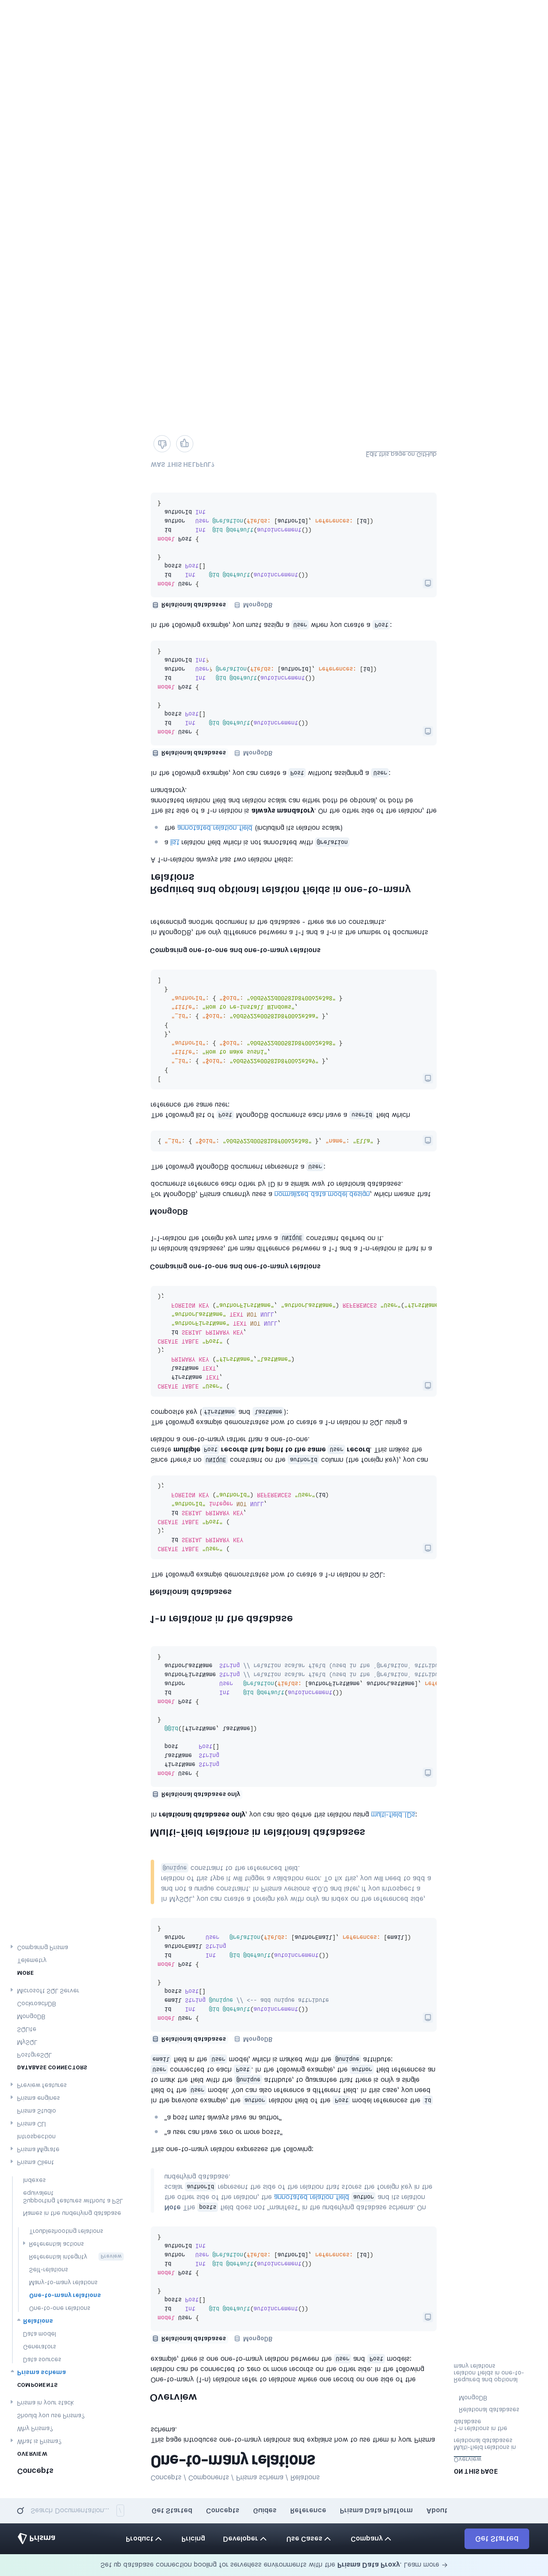 Set up database connection pooling for serverless environments with the Prisma Data Proxy. Learn more →
Prisma
Product
Pricing
Developer
Use Cases
Company
Get Started
Search Documentation...
/
Get Started
Concepts
Guides
Reference
Prisma Data Platform
About
Concepts
OVERVIEW
What is Prisma?
Why Prisma?
Should you use Prisma?
Prisma in your stack
COMPONENTS
Prisma schema
Data sources
Generators
Data model
Relations
One-to-one relations
One-to-many relations
Many-to-many relations
Self-relations
Referential integrity Preview
Referential actions
Troubleshooting relations
Names in the underlying database
Supporting features without a PSL
equivalent
Indexes
Prisma Client
Prisma Migrate
Introspection
Prisma CLI
Prisma Studio
Prisma engines
Preview features
DATABASE CONNECTORS
PostgreSQL
MySQL
SQLite
MongoDB
CockroachDB
Microsoft SQL Server
MORE
Telemetry
Comparing Prisma
Concepts / Components / Prisma schema / Relations
One-to-many relations
This page introduces one-to-many relations and explains how to use them in your Prisma
schema.
Overview
One-to-many (1-n) relations refer to relations where one record on one side of the
relation can be connected to zero or more records on the other side. In the following
example, there is one one-to-many relation between the User and Post models:
Relational databases MongoDB
model User {
id Int @id @default(autoincrement())
posts Post[]
}
model Post {
id Int @id @default(autoincrement())
author User @relation(fields: [authorId], references: [id])
authorId Int
}
Note The posts field does not "manifest" in the underlying database schema. On
the other side of the relation, the annotated relation field author and its relation
scalar authorId represent the side of the relation that stores the foreign key in the
underlying database.
This one-to-many relation expresses the following:
"a user can have zero or more posts"
"a post must always have an author"
In the previous example, the author relation field of the Post model references the id
field of the User model. You can also reference a different field. In this case, you need
to mark the field with the @unique attribute, to guarantee that there is only a single
User connected to each Post. In the following example, the author field references an
email field in the User model, which is marked with the @unique attribute:
Relational databases MongoDB
model User {
id Int @id @default(autoincrement())
email String @unique // <-- add unique attribute
posts Post[]
}
model Post {
id Int @id @default(autoincrement())
authorEmail String
author User @relation(fields: [authorEmail], references: [email])
}
In MySQL, you can create a foreign key with only an index on the referenced side,
and not a unique constraint. In Prisma versions 4.0.0 and later, if you introspect a
relation of this type it will trigger a validation error. To fix this, you will need to add a
@unique constraint to the referenced field.
Multi-field relations in relational databases
In relational databases only, you can also define this relation using multi-field IDs:
Relational databases only
model User {
firstName String
lastName String
post Post[]
@@id([firstName, lastName])
}
model Post {
id Int @id @default(autoincrement())
author User @relation(fields: [authorFirstName, authorLastName], refer
authorFirstName String // relation scalar field (used in the `@relation` attribu
authorLastName String // relation scalar field (used in the `@relation` attribu
}
1-n relations in the database
Relational databases
The following example demonstrates how to create a 1-n relation in SQL:
CREATE TABLE "User" (
id SERIAL PRIMARY KEY
);
CREATE TABLE "Post" (
id SERIAL PRIMARY KEY,
"authorId" integer NOT NULL,
FOREIGN KEY ("authorId") REFERENCES "User"(id)
);
Since there's no UNIQUE constraint on the authorId column (the foreign key), you can
create multiple Post records that point to the same User record. This makes the
relation a one-to-many rather than a one-to-one.
The following example demonstrates how to create a 1-n relation in SQL using a
composite key (firstName and lastName):
CREATE TABLE "User" (
firstName TEXT,
lastName TEXT,
PRIMARY KEY ("firstName","lastName")
);
CREATE TABLE "Post" (
id SERIAL PRIMARY KEY,
"authorFirstName" TEXT NOT NULL,
"authorLastName" TEXT NOT NULL,
FOREIGN KEY ("authorFirstName", "authorLastName") REFERENCES "User"("firstName
);
Comparing one-to-one and one-to-many relations
In relational databases, the main difference between a 1-1 and a 1-n-relation is that in a
1-1-relation the foreign key must have a UNIQUE constraint defined on it.
MongoDB
For MongoDB, Prisma currently uses a normalized data model design, which means that
documents reference each other by ID in a similar way to relational databases.
The following MongoDB document represents a User:
{ "_id": { "$oid": "60d5922d00581b8f0062e3a8" }, "name": "Ella" }
The following list of Post MongoDB documents each have a userId field which
reference the same user:
[
{
"_id": { "$oid": "60d5922e00581b8f0062e3a9" },
"title": "How to make sushi",
"authorId": { "$oid": "60d5922d00581b8f0062e3a8" }
},
{
"_id": { "$oid": "60d5922e00581b8f0062e3aa" },
"title": "How to re-install Windows",
"authorId": { "$oid": "60d5922d00581b8f0062e3a8" }
}
]
Comparing one-to-one and one-to-many relations
In MongoDB, the only difference between a 1-1 and a 1-n is the number of documents
referencing another document in the database - there are no constraints.
Required and optional relation fields in one-to-many
relations
A 1-n-relation always has two relation fields:
a list relation field which is not annotated with @relation
the annotated relation field (including its relation scalar)
The list side of a 1-n relation is always mandatory. On the other side of the relation, the
annotated relation field and relation scalar can either both be optional, or both be
mandatory.
In the following example, you can create a Post without assigning a User:
Relational databases MongoDB
model User {
id Int @id @default(autoincrement())
posts Post[]
}
model Post {
id Int @id @default(autoincrement())
author User? @relation(fields: [authorId], references: [id])
authorId Int?
}
In the following example, you must assign a User when you create a Post:
Relational databases MongoDB
model User {
id Int @id @default(autoincrement())
posts Post[]
}
model Post {
id Int @id @default(autoincrement())
author User @relation(fields: [authorId], references: [id])
authorId Int
}
WAS THIS HELPFUL?
Edit this page on GitHub
ON THIS PAGE
Overview
Multi-field relations in
relational databases
1-n relations in the
database
Relational databases
MongoDB
Required and optional
relation fields in one-to-
many relations